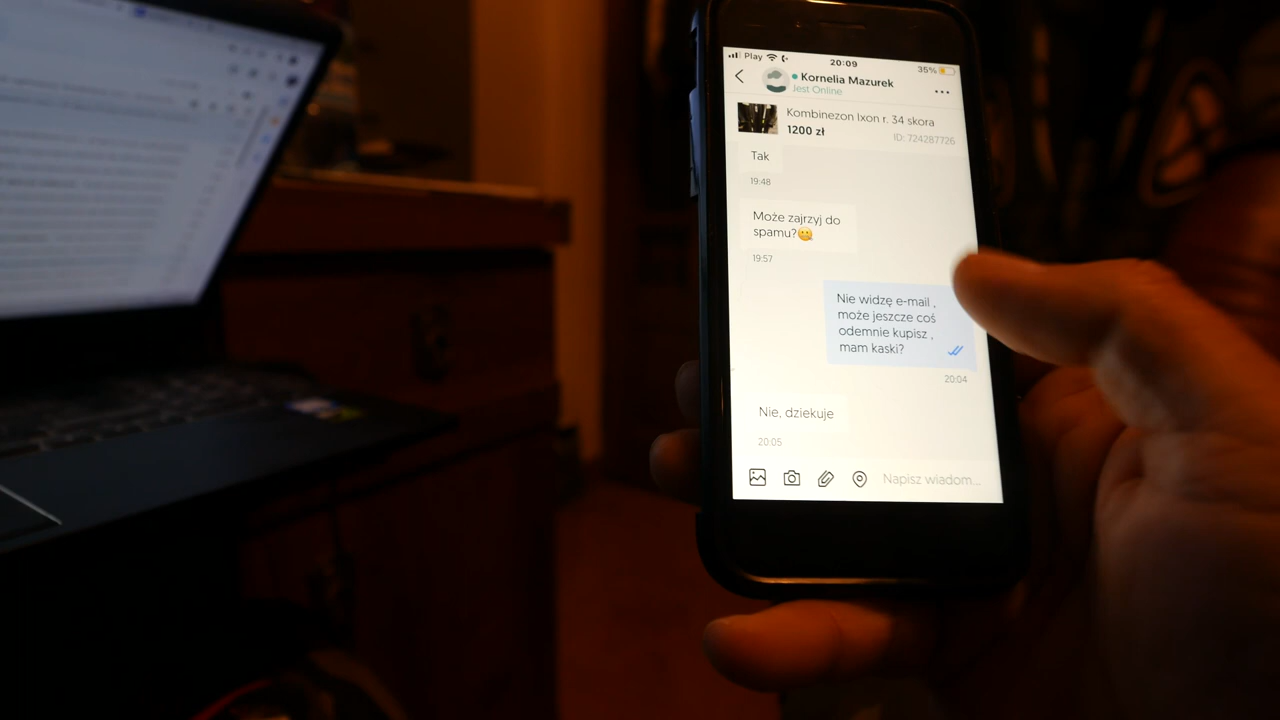 Play
20:09
35%
Kornelia Mazurek
Jest Online
Kombinezon Ixon r. 34 skora
1200 zł
ID: 724287726
Tak
19:48
Może zajrzyj do
spamu?
19:57
Nie widzę e-mail ,
może jeszcze coś
odemnie kupisz ,
mam kaski?
20:04
Nie, dziekuje
20:05
Napisz wiadom...